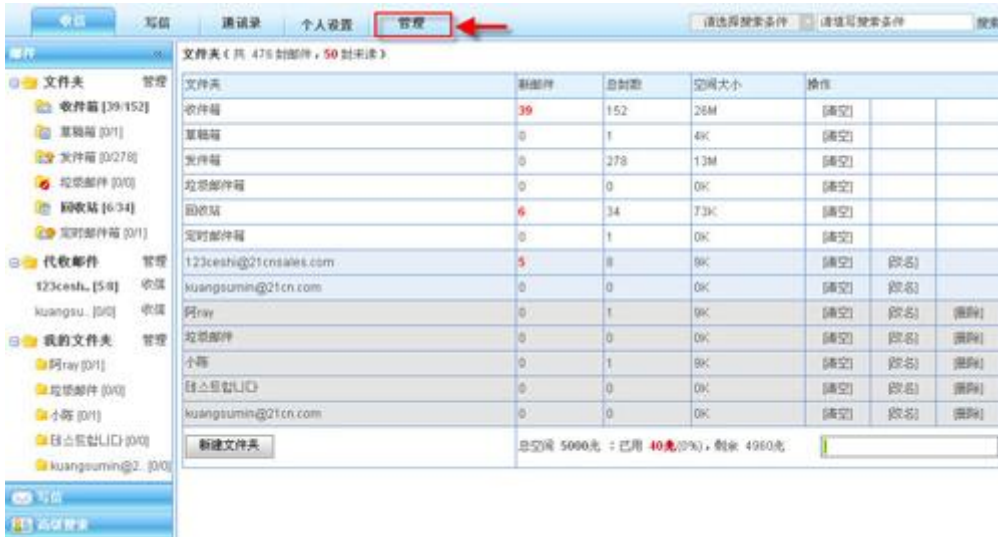 收信 写信 通讯录 个人设置 管理 请选择搜索条件 请填写搜索条件 搜索
邮件 文件夹(共 476 封邮件，50 封未读)
文件夹 管理
收件箱 [39/152]
草稿箱 [0/1]
发件箱 [0/278]
垃圾邮件 [0/0]
回收站 [6/34]
定时邮件箱 [0/1]
代收邮件 管理
123cesh.. [5/8] 收信
kuangsu.. [0/0] 收信
我的文件夹 管理
阿ray [0/1]
垃圾邮件 [0/0]
小陈 [0/1]
테스트합니다 [0/0]
kuangsumin@2.. [0/0]
写信
高级搜索
文件夹 新邮件 总封数 空间大小 操作
收件箱 39 152 26M [清空]
草稿箱 0 1 4K [清空]
发件箱 0 278 13M [清空]
垃圾邮件箱 0 0 0K [清空]
回收站 6 34 73K [清空]
定时邮件箱 0 1 0K [清空]
123ceshi@21cnsales.com 5 8 9K [清空] [改名]
kuangsumin@21cn.com 0 0 0K [清空] [改名]
阿ray 0 1 9K [清空] [改名] [删除]
垃圾邮件 0 0 0K [清空] [改名] [删除]
小陈 0 1 9K [清空] [改名] [删除]
테스트합니다 0 0 0K [清空] [改名] [删除]
kuangsumin@21cn.com 0 0 0K [清空] [改名] [删除]
新建文件夹 总空间 5000兆 ：已用 40兆(0%)，剩余 4960兆